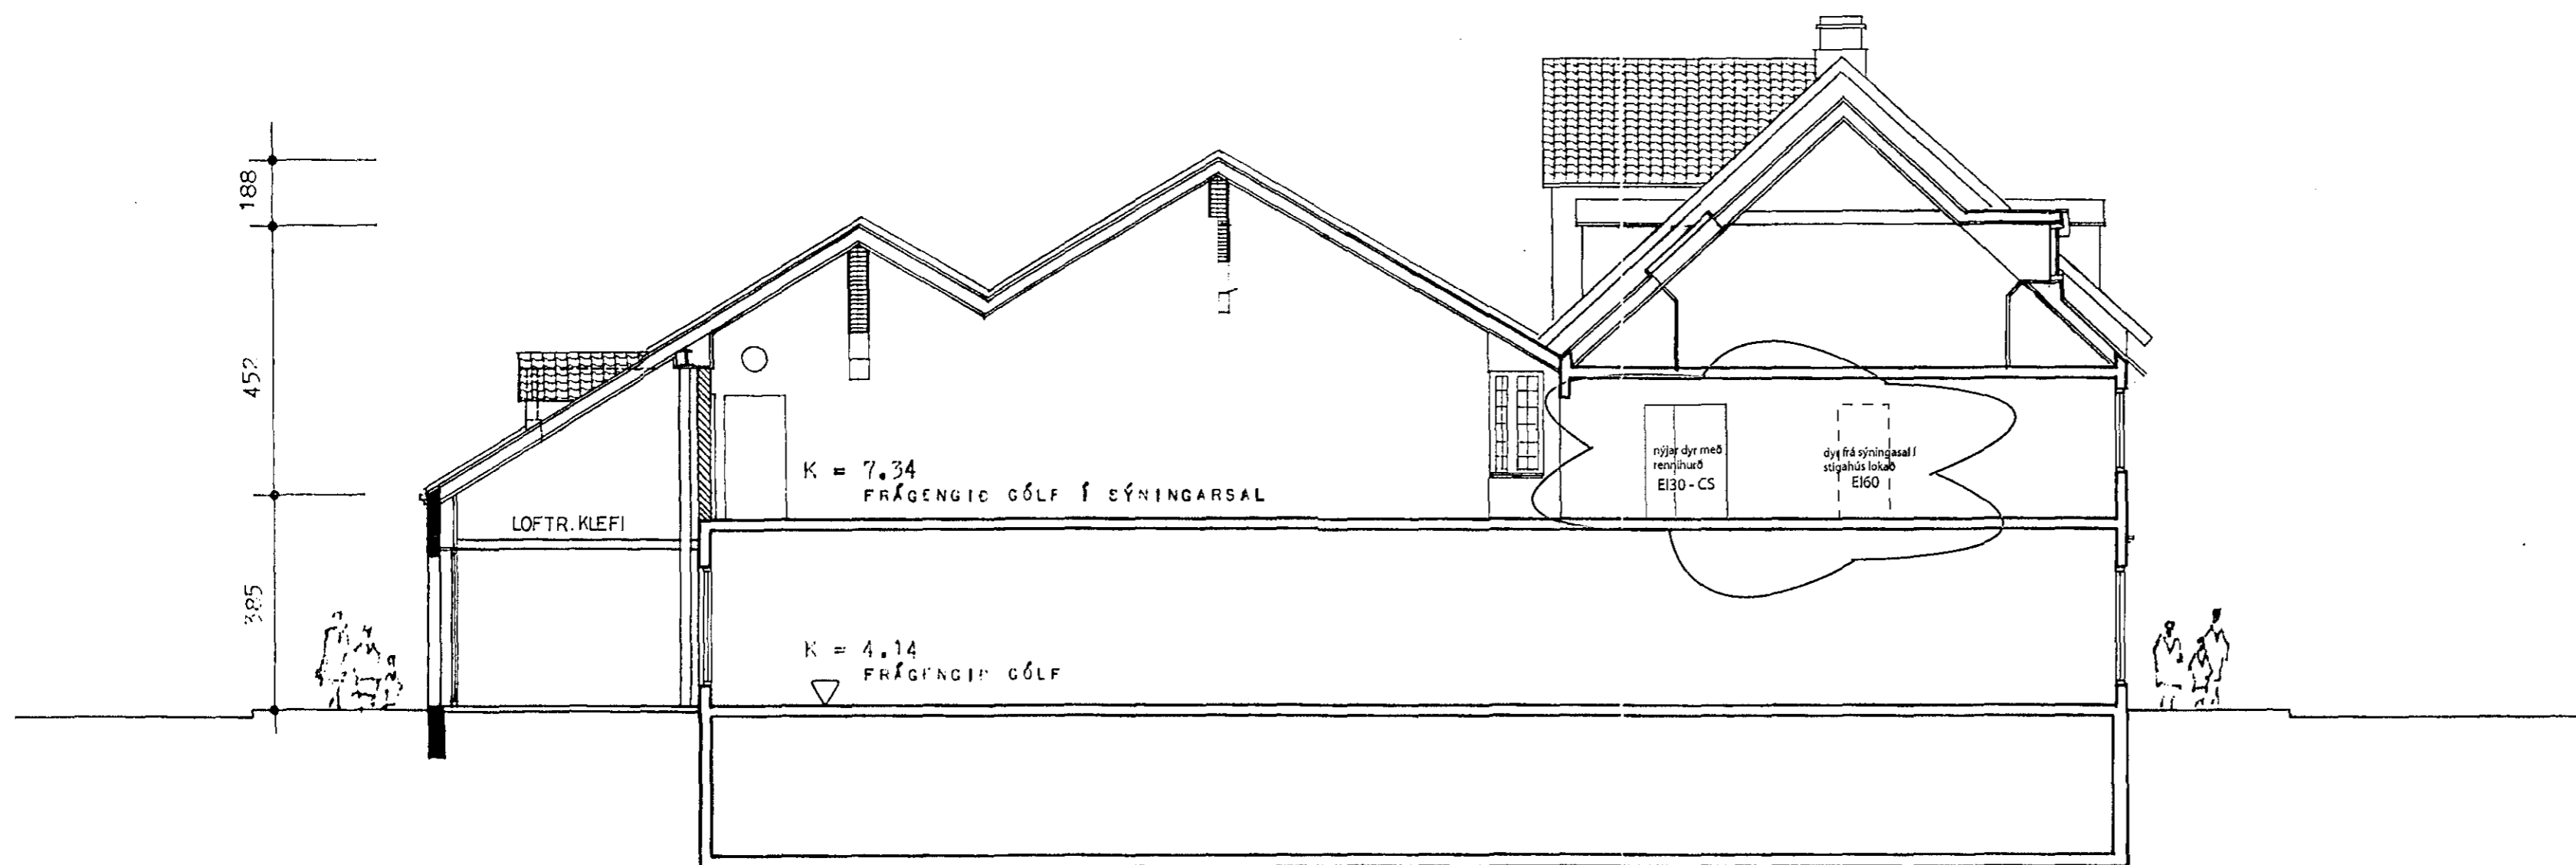 188
452
385
K = 7.34
FRÁGENGIÐ GÓLF Í SÝNINGARSAL
LOFTR. KLEFI
nýjar dyr með
rennihurð
EI30 - CS
dyr frá sýningasal í
stigahús lokað
EI60
K = 4.14
FRÁGENGIÐ GÓLF